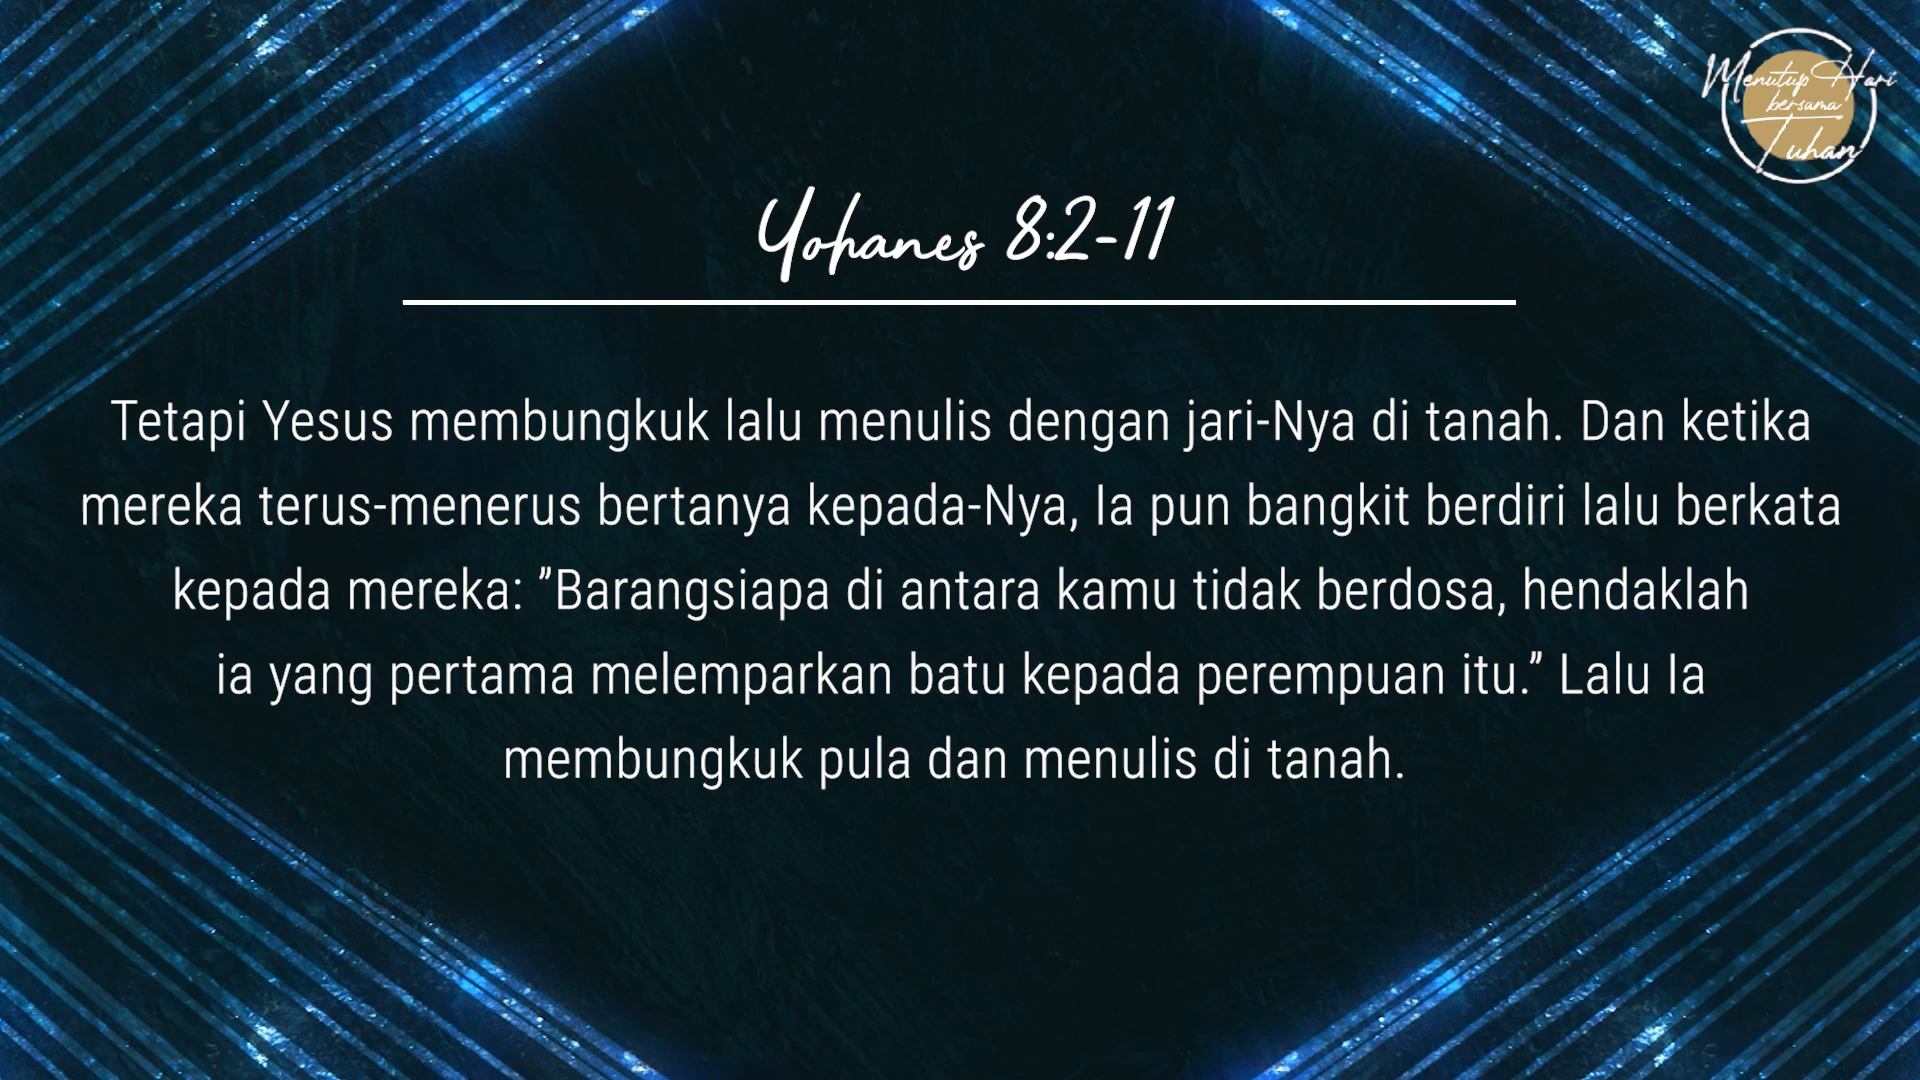 Menutup Hari
bersama
Tuhan
Yohanes 8:2-11
Tetapi Yesus membungkuk lalu menulis dengan jari-Nya di tanah. Dan ketika
mereka terus-menerus bertanya kepada-Nya, Ia pun bangkit berdiri lalu berkata
kepada mereka: ”Barangsiapa di antara kamu tidak berdosa, hendaklah
ia yang pertama melemparkan batu kepada perempuan itu.” Lalu Ia
membungkuk pula dan menulis di tanah.